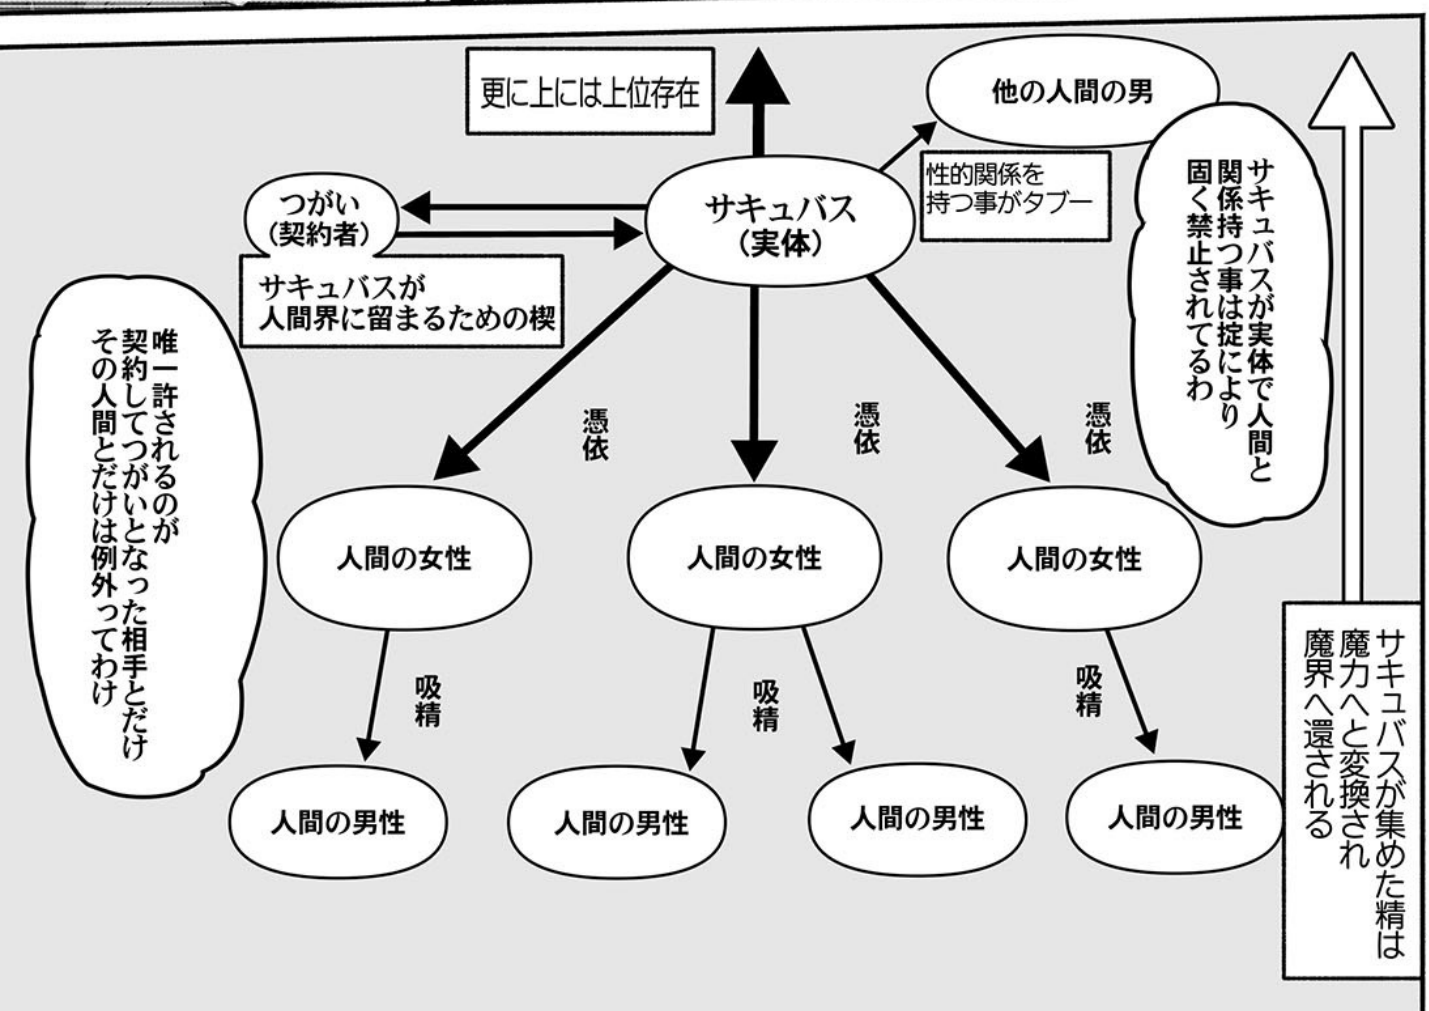 更に上には上位存在
他の人間の男
サキュバスが実体で人間と
関係持つ事は掟により
固く禁止されてるわ
性的関係を
持つ事がタブー
サキュバス
（実体）
つがい
（契約者）
サキュバスが
人間界に留まるための楔
唯一許されるのが
契約してつがいとなった相手とだけ
その人間とだけは例外ってわけ
憑依
憑依
憑依
人間の女性
人間の女性
人間の女性
吸精
吸精
吸精
人間の男性
人間の男性
人間の男性
人間の男性
サキュバスが集めた精は
魔力へと変換され
魔界へ還される